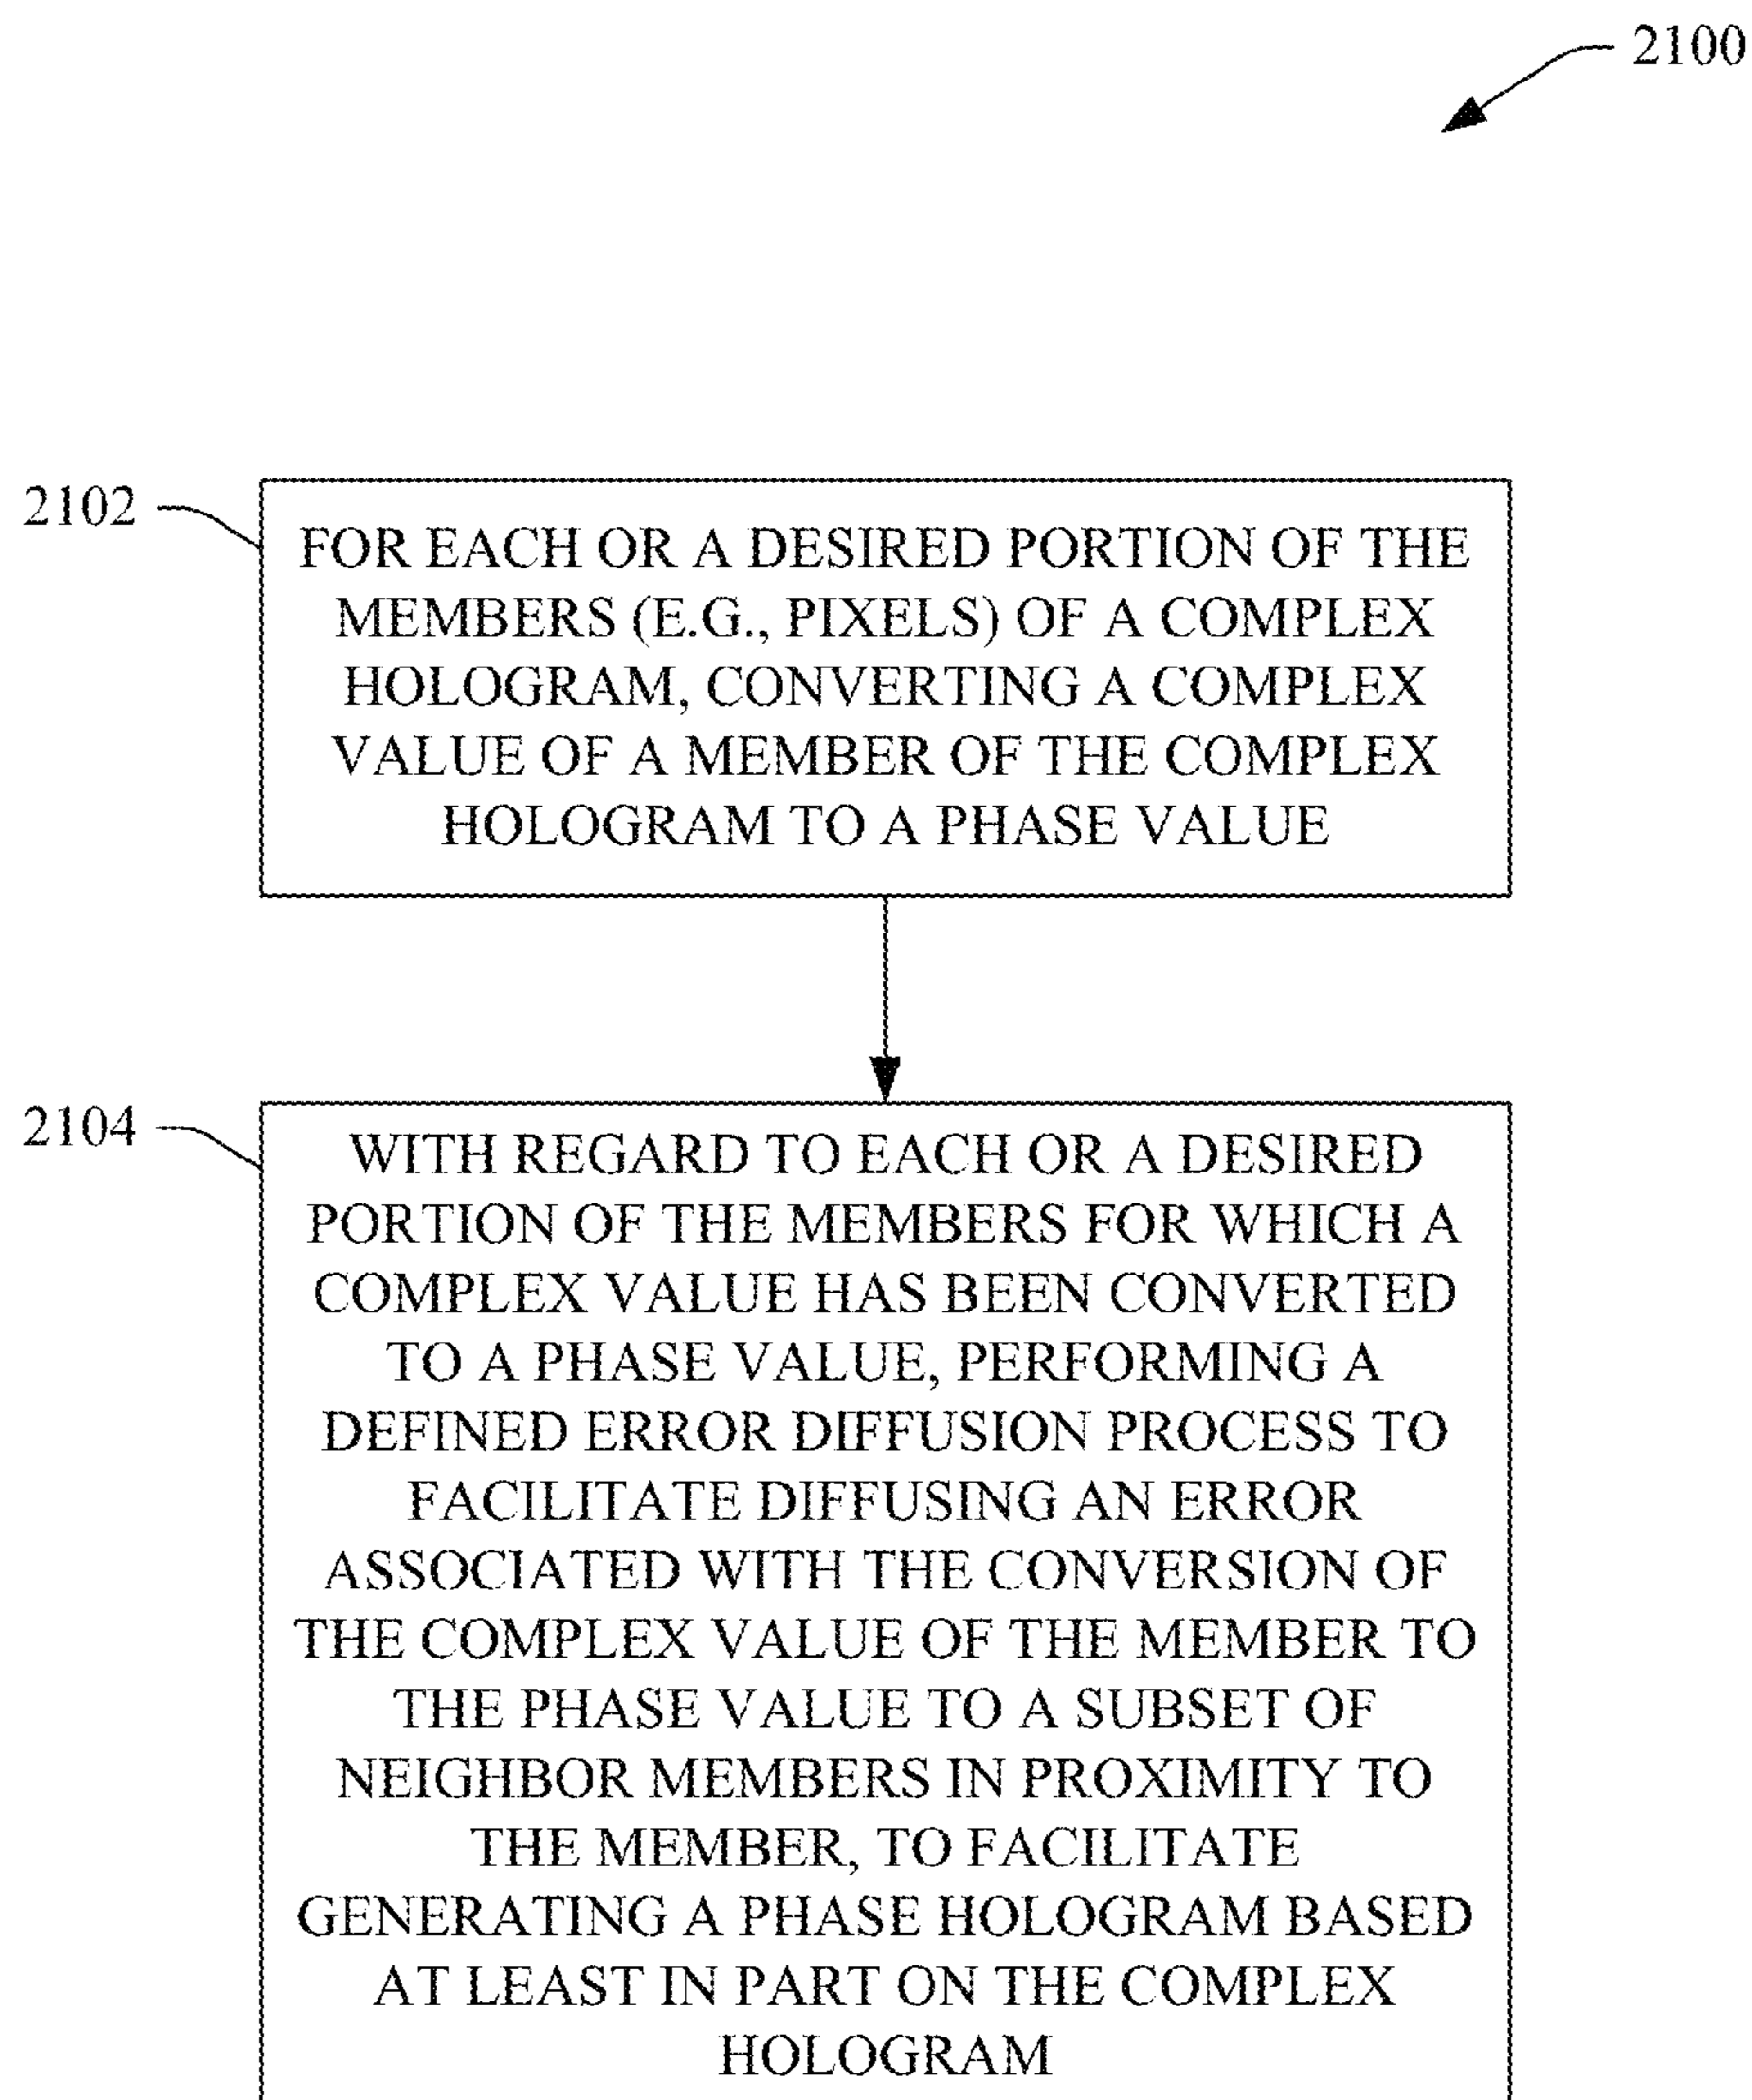 2100
2102
FOR EACH OR A DESIRED PORTION OF THE
MEMBERS (E.G., PIXELS) OF A COMPLEX
HOLOGRAM, CONVERTING A COMPLEX
VALUE OF A MEMBER OF THE COMPLEX
HOLOGRAM TO A PHASE VALUE
2104
WITH REGARD TO EACH OR A DESIRED
PORTION OF THE MEMBERS FOR WHICH A
COMPLEX VALUE HAS BEEN CONVERTED
TO A PHASE VALUE, PERFORMING A
DEFINED ERROR DIFFUSION PROCESS TO
FACILITATE DIFFUSING AN ERROR
ASSOCIATED WITH THE CONVERSION OF
THE COMPLEX VALUE OF THE MEMBER TO
THE PHASE VALUE TO A SUBSET OF
NEIGHBOR MEMBERS IN PROXIMITY TO
THE MEMBER, TO FACILITATE
GENERATING A PHASE HOLOGRAM BASED
AT LEAST IN PART ON THE COMPLEX
HOLOGRAM